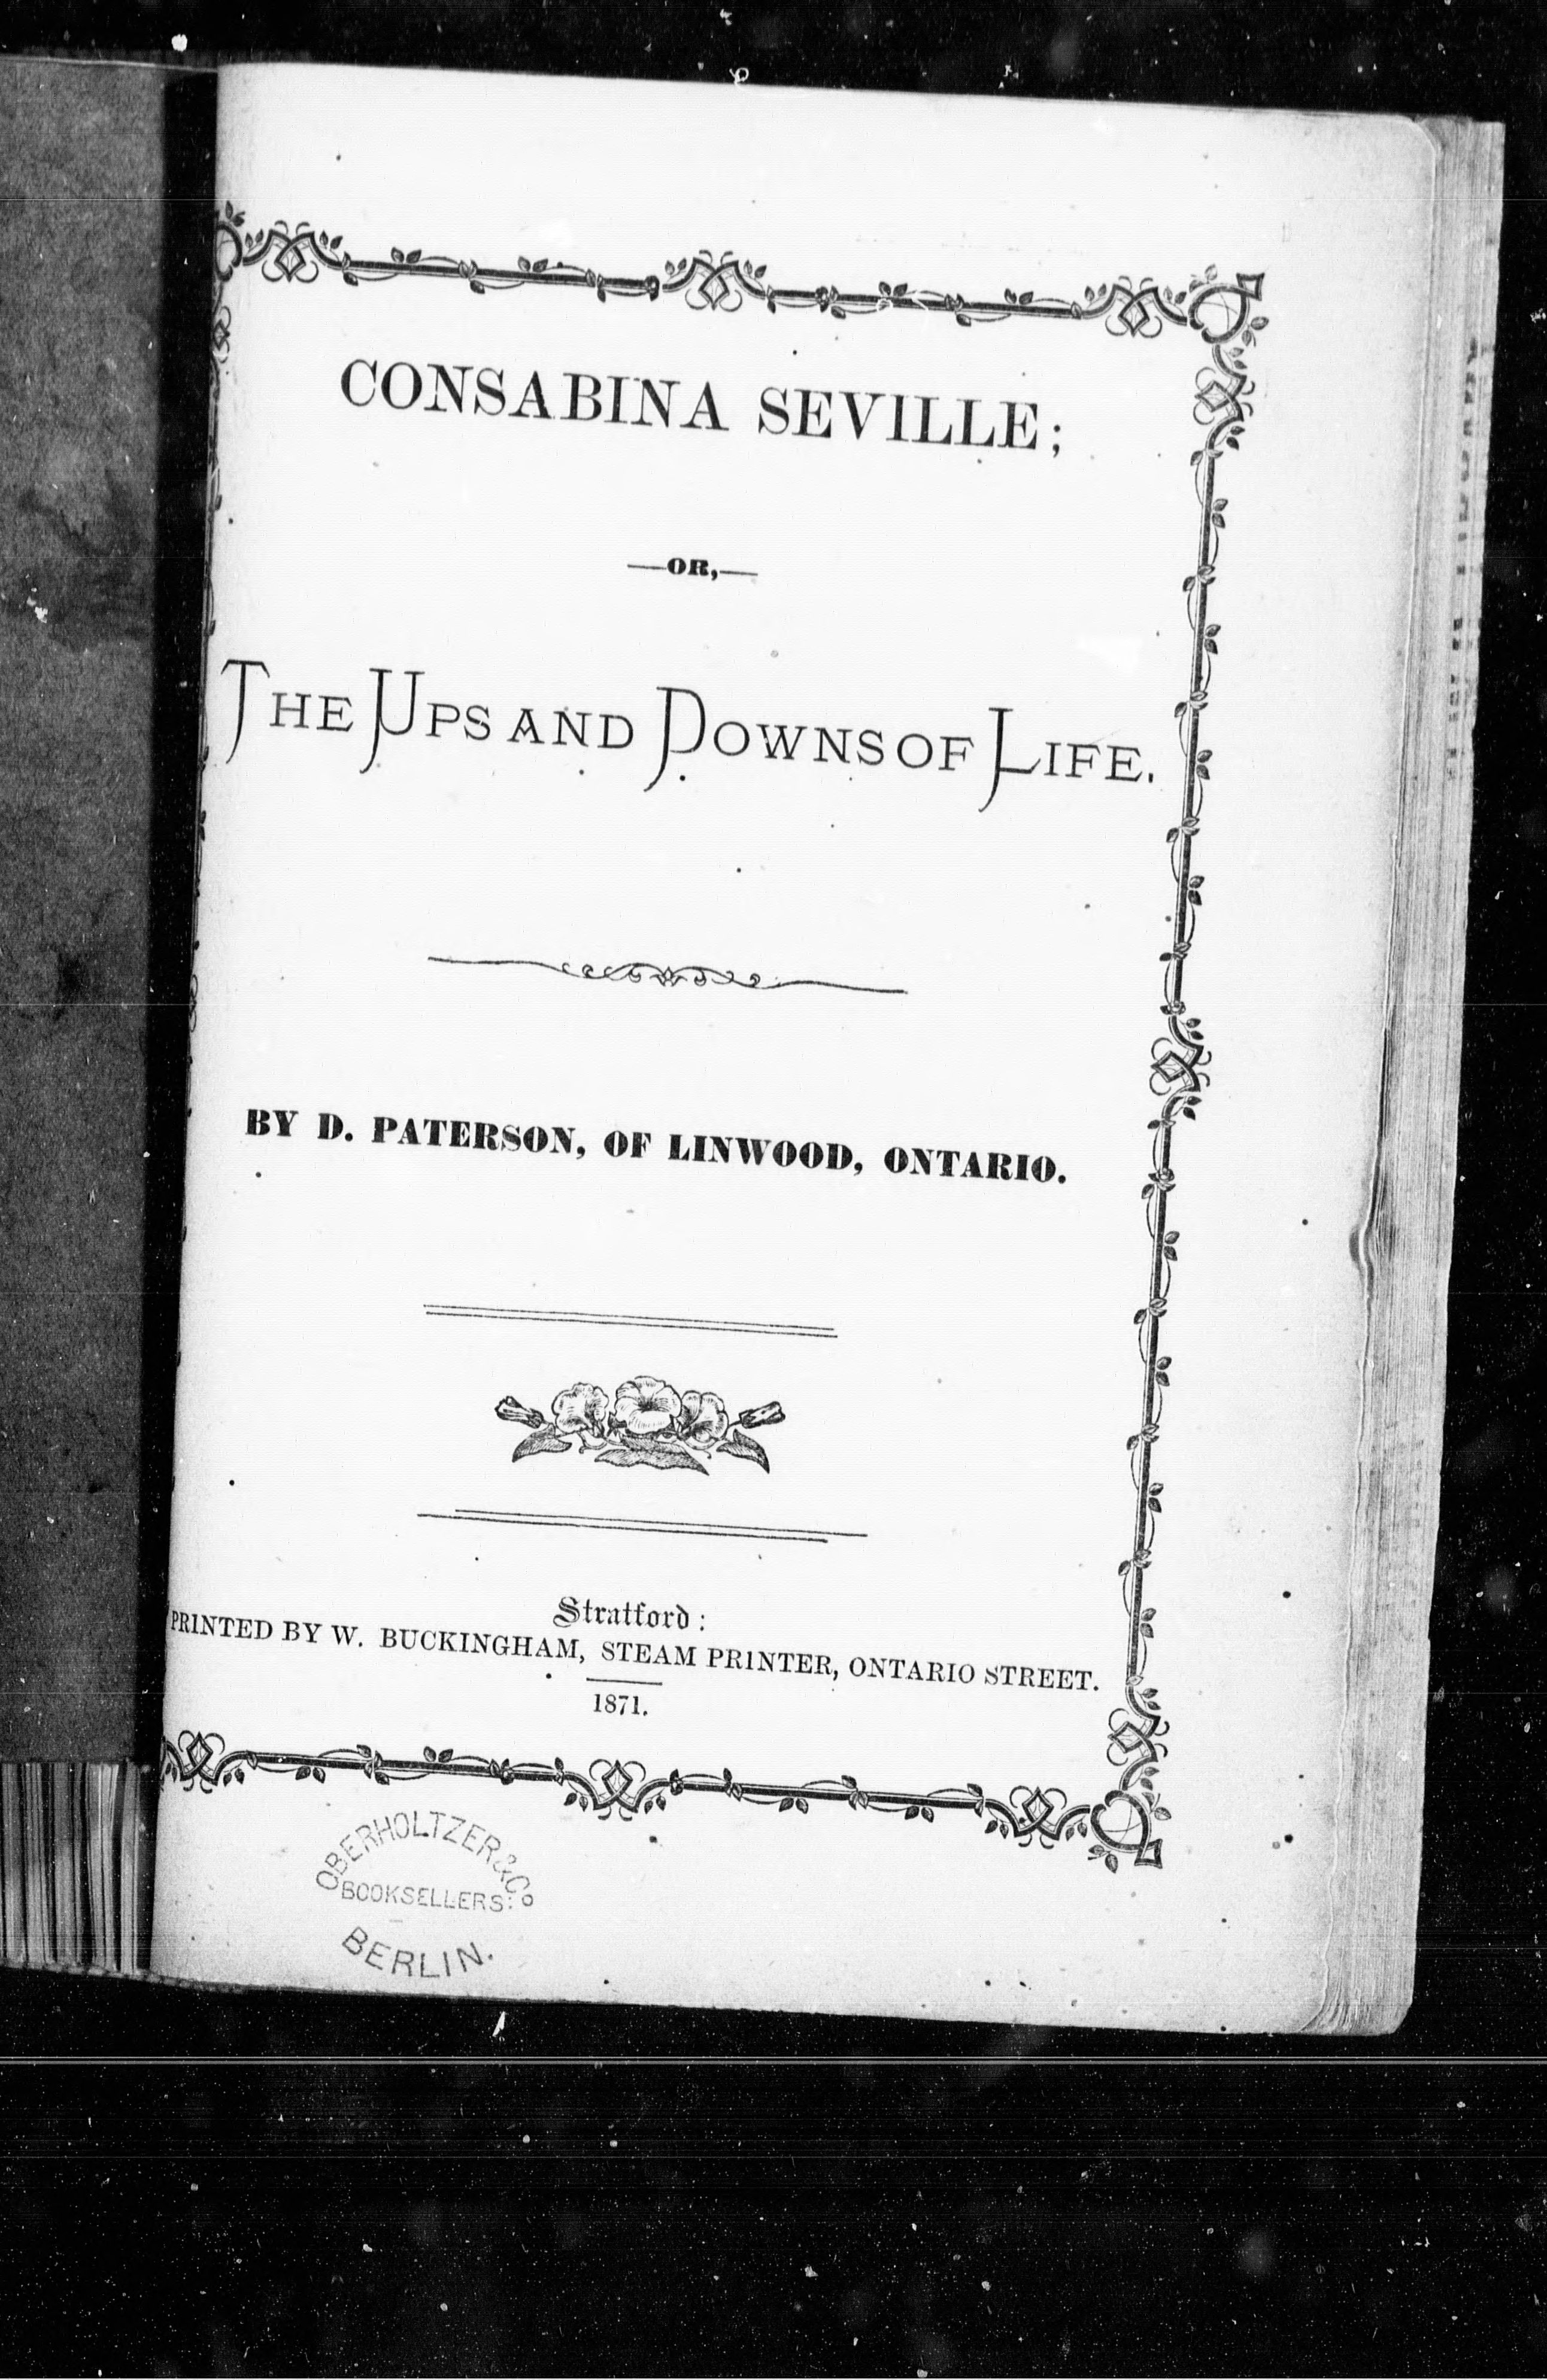 CONSABINA SEVILLE;
—OR,—
THE UPS AND DOWNS OF LIFE.
BY D. PATERSON, OF LINWOOD, ONTARIO.
Stratford:
PRINTED BY W. BUCKINGHAM, STEAM PRINTER, ONTARIO STREET.
1871.
OBERHOLTZER & Co
BOOKSELLERS.
BERLIN.